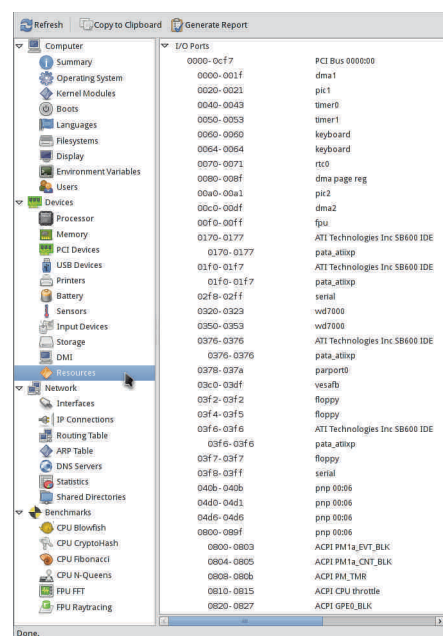 Refresh Copy to Clipboard Generate Report
Computer
Summary
Operating System
Kernel Modules
Boots
Languages
Filesystems
Display
Environment Variables
Users
Devices
Processor
Memory
PCI Devices
USB Devices
Printers
Battery
Sensors
Input Devices
Storage
DMI
Resources
Network
Interfaces
IP Connections
Routing Table
ARP Table
DNS Servers
Statistics
Shared Directories
Benchmarks
CPU Blowfish
CPU CryptoHash
CPU Fibonacci
CPU N-Queens
FPU FFT
FPU Raytracing
I/O Ports
0000-0cf7 PCI Bus 0000:00
0000-001f dma1
0020-0021 pic1
0040-0043 timer0
0050-0053 timer1
0060-0060 keyboard
0064-0064 keyboard
0070-0071 rtc0
0080-008f dma page reg
00a0-00a1 pic2
00c0-00df dma2
00f0-00ff fpu
0170-0177 ATI Technologies Inc SB600 IDE
0170-0177 pata_atiixp
01f0-01f7 ATI Technologies Inc SB600 IDE
01f0-01f7 pata_atiixp
02f8-02ff serial
0320-0323 wd7000
0350-0353 wd7000
0376-0376 ATI Technologies Inc SB600 IDE
0376-0376 pata_atiixp
0378-037a parport0
03c0-03df vesafb
03f2-03f2 floppy
03f4-03f5 floppy
03f6-03f6 ATI Technologies Inc SB600 IDE
03f6-03f6 pata_atiixp
03f7-03f7 floppy
03f8-03ff serial
040b-040b pnp 00:06
04d0-04d1 pnp 00:06
04d6-04d6 pnp 00:06
0800-089f pnp 00:06
0800-0803 ACPI PM1a_EVT_BLK
0804-0805 ACPI PM1a_CNT_BLK
0808-080b ACPI PM_TMR
0810-0815 ACPI CPU throttle
0820-0827 ACPI GPE0_BLK
Done.